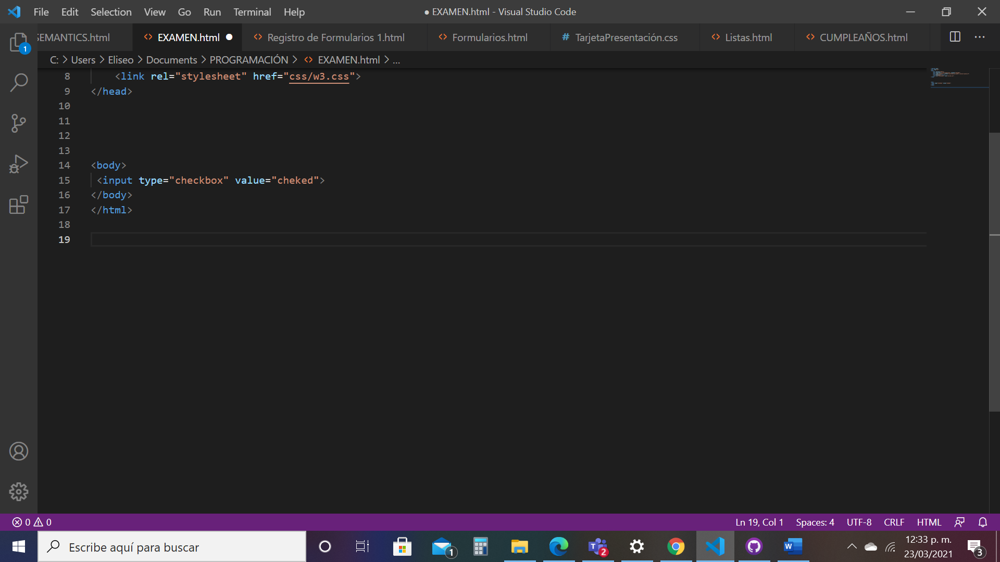 File Edit Selection View Go Run Terminal Help ● EXAMEN.html - Visual Studio Code
SEMANTICS.html EXAMEN.html Registro de Formularios 1.html Formularios.html # TarjetaPresentación.css Listas.html CUMPLEAÑOS.html ...
1
C: > Users > Eliseo > Documents > PROGRAMACIÓN > EXAMEN.html > ...
8 <link rel="stylesheet" href="css/w3.css">
9 </head>
10
11
12
13
14 <body>
15 <input type="checkbox" value="cheked">
16 </body>
17 </html>
18
19
0 0 Ln 19, Col 1 Spaces: 4 UTF-8 CRLF HTML
Escribe aquí para buscar 1 T 2 W 12:33 p. m.
23/03/2021 3